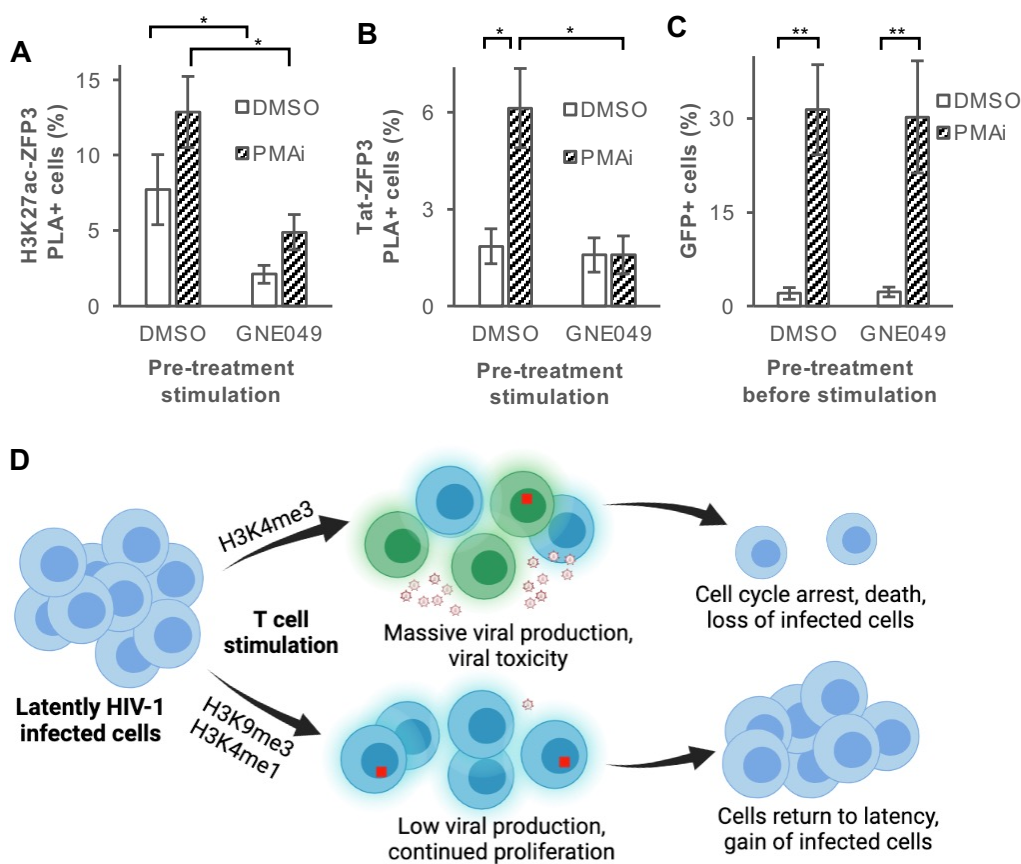 A
*
*
H3K27ac-ZFP3
PLA+ cells (%)
15
10
5
0
DMSO
PMAi
DMSO
GNE049
Pre-treatment
stimulation
B
*
*
Tat-ZFP3
PLA+ cells (%)
6
3
0
DMSO
PMAi
DMSO
GNE049
Pre-treatment
stimulation
C
**
**
GFP+ cells (%)
30
15
0
DMSO
PMAi
DMSO
GNE049
Pre-treatment
before stimulation
D
Latently HIV-1
infected cells
H3K4me3
T cell
stimulation
H3K9me3
H3K4me1
Massive viral production,
viral toxicity
Cell cycle arrest, death,
loss of infected cells
Low viral production,
continued proliferation
Cells return to latency,
gain of infected cells